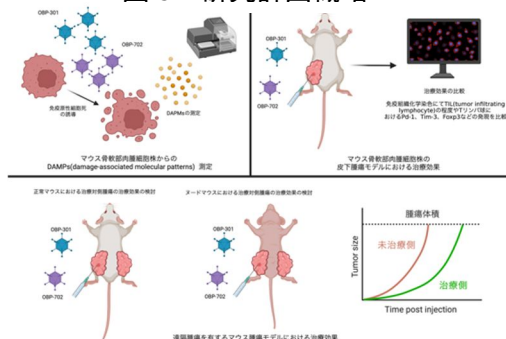 OBP-301
OBP-702
免疫原性細胞死の
誘導
DAPMsの測定
マウス骨軟部肉腫細胞株からの
DAMPs(damage-associated molecular patterns) 測定
OBP-301
OBP-702
治療効果の比較
免疫組織化学染色にてTIL(tumor infiltrating
lymphocyte)の程度やTリンパ球に
おけるPd-1，Tim-3，Foxp3などの発現を比較
マウス骨軟部肉腫細胞株の
皮下腫瘍モデルにおける治療効果
正常マウスにおける治療対側腫瘍の治療効果の検討
OBP-301
OBP-702
ヌードマウスにおける治療対側腫瘍の治療効果の検討
OBP-301
OBP-702
遠隔腫瘍を有するマウス腫瘍モデルにおける治療効果
腫瘍体積
未治療側
治療側
Tumor size
Time post injection